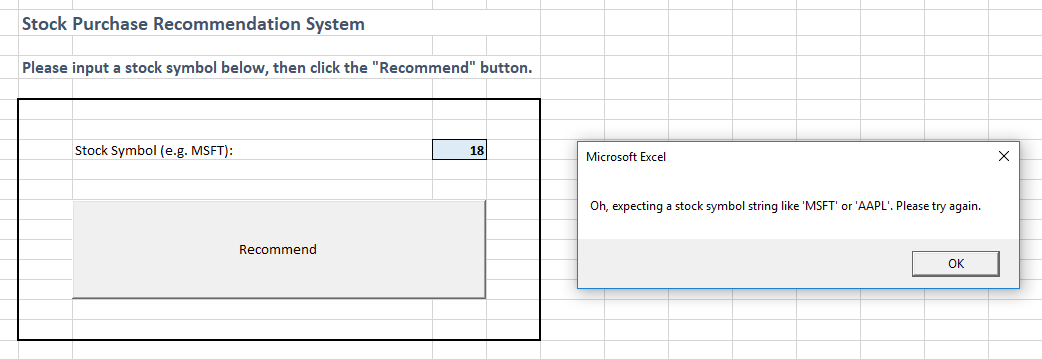 Stock Purchase Recommendation System
Please input a stock symbol below, then click the "Recommend" button.
Stock Symbol (e.g. MSFT): 18
Recommend
Microsoft Excel
Oh, expecting a stock symbol string like 'MSFT' or 'AAPL'. Please try again.
OK